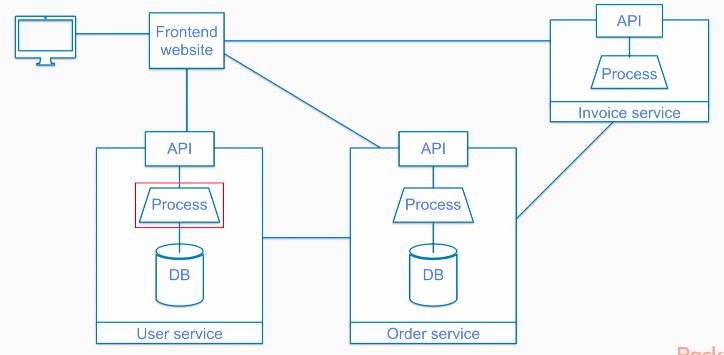 Frontend
website
API
Process
Invoice service
API
Process
DB
User service
API
Process
DB
Order service